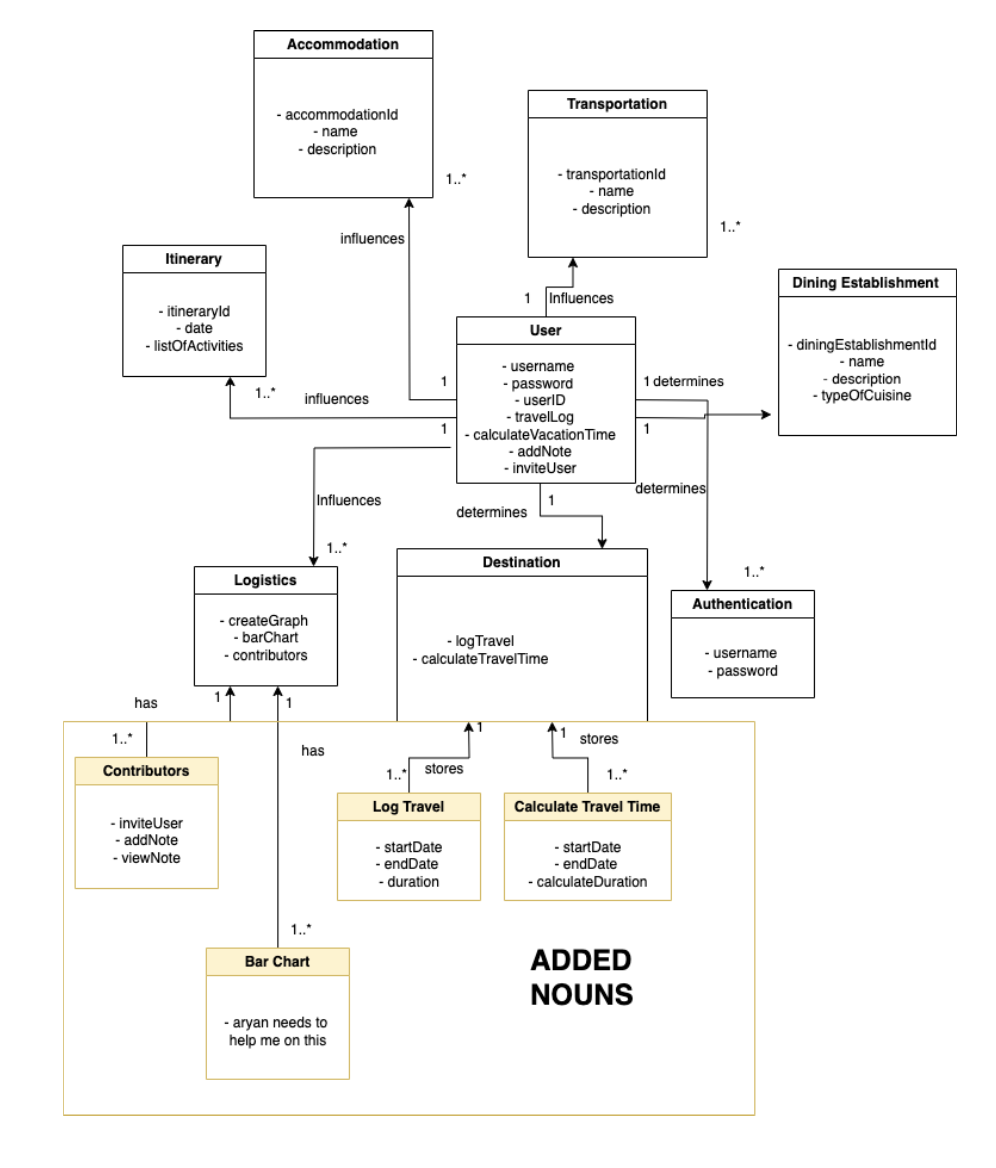 Accommodation
- accommodationId
- name
- description
1..*
influences
Transportation
- transportationId
- name
- description
1..*
1
Influences
Itinerary
- itineraryId
- date
- listOfActivities
1..*
influences
1
1
Dining Establishment
- diningEstablishmentId
- name
- description
- typeOfCuisine
User
- username
- password
- userID
- travelLog
- calculateVacationTime
- addNote
- inviteUser
1 determines
1
determines
Influences
1..*
determines
1
1..*
Logistics
- createGraph
- barChart
- contributors
1
1
Destination
- logTravel
- calculateTravelTime
Authentication
- username
- password
has
1..*
has
1
stores
1..*
1
stores
1..*
Contributors
- inviteUser
- addNote
- viewNote
Log Travel
- startDate
- endDate
- duration
Calculate Travel Time
- startDate
- endDate
- calculateDuration
1..*
Bar Chart
- aryan needs to
help me on this
ADDED
NOUNS